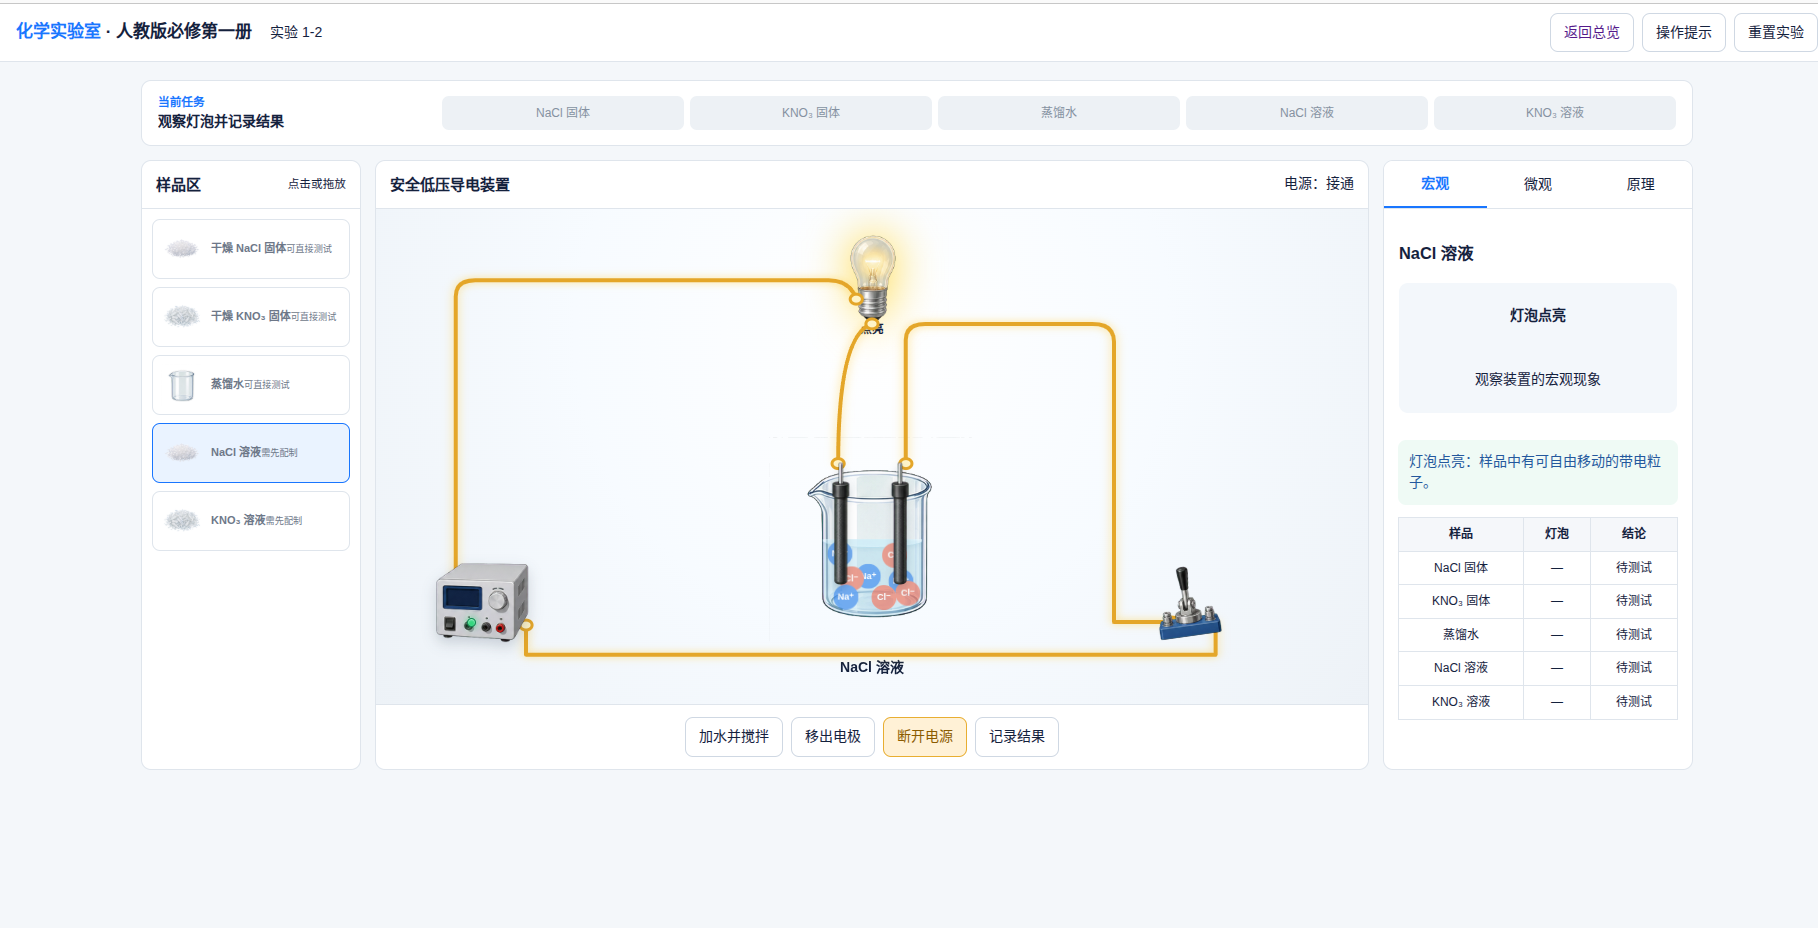 化学实验室 · 人教版必修第一册 实验 1-2
返回总览 操作提示 重置实验
当前任务
观察灯泡并记录结果
NaCl 固体 KNO₃ 固体 蒸馏水 NaCl 溶液 KNO₃ 溶液
样品区 点击或拖放
干燥 NaCl 固体可直接测试
干燥 KNO₃ 固体可直接测试
蒸馏水可直接测试
NaCl 溶液需先配制
KNO₃ 溶液需先配制
安全低压导电装置 电源：接通
Na⁺
Cl⁻
Na⁺ Cl⁻ Cl⁻
NaCl 溶液
加水并搅拌 移出电极 断开电源 记录结果
宏观 微观 原理
NaCl 溶液
灯泡点亮
观察装置的宏观现象
灯泡点亮：样品中有可自由移动的带电粒
子。
样品 灯泡 结论
NaCl 固体 — 待测试
KNO₃ 固体 — 待测试
蒸馏水 — 待测试
NaCl 溶液 — 待测试
KNO₃ 溶液 — 待测试